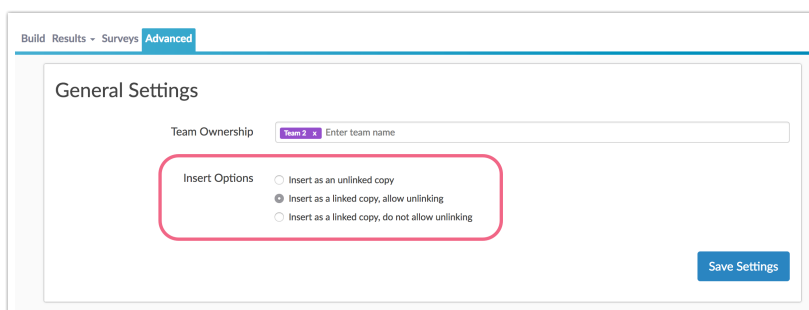 Build Results Surveys Advanced
General Settings
Team Ownership Team 2 x Enter team name
Insert Options Insert as an unlinked copy
Insert as a linked copy, allow unlinking
Insert as a linked copy, do not allow unlinking
Save Settings